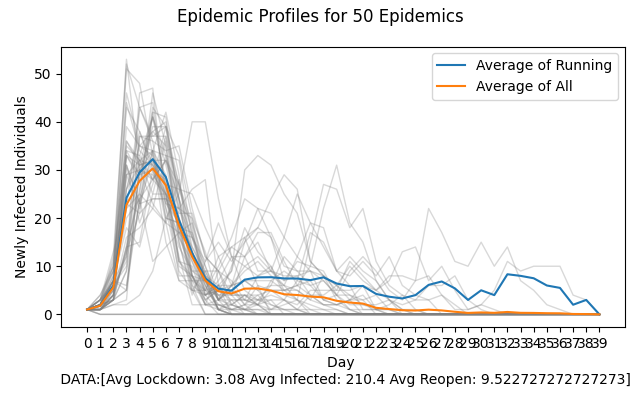 Epidemic Profiles for 50 Epidemics
Average of Running
Average of All
50
40
30
20
10
0
Newly Infected Individuals
0 1 2 3 4 5 6 7 8 9 10 11 12 13 14 15 16 17 18 19 20 21 22 23 24 25 26 27 28 29 30 31 32 33 34 35 36 37 38 39
Day
DATA:[Avg Lockdown: 3.08 Avg Infected: 210.4 Avg Reopen: 9.522727272727273]